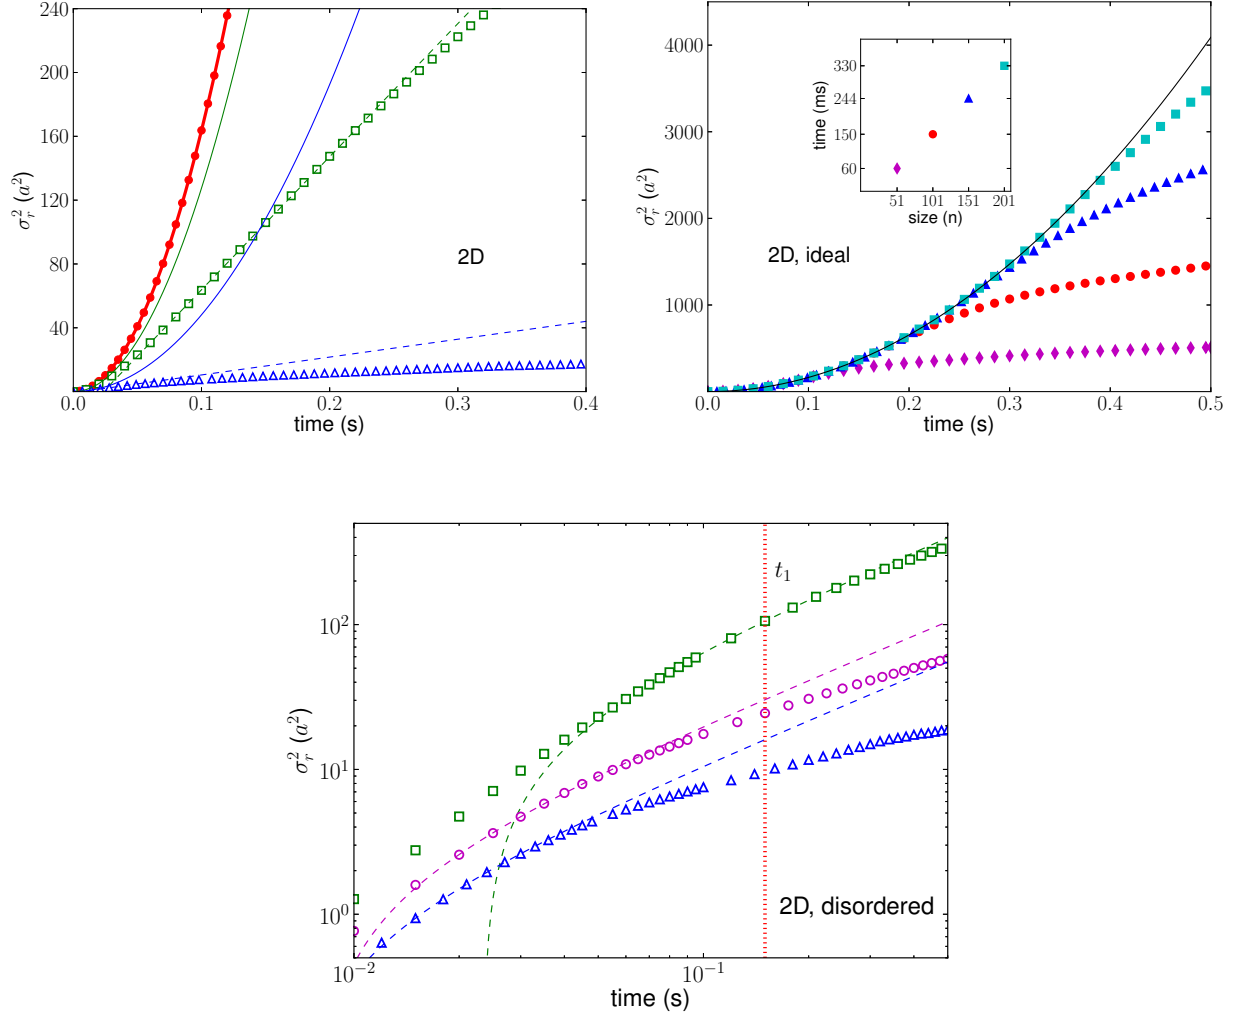 240
200
160
120
80
40
σ_r^2 (a^2)
2D
0.0 0.1 0.2 0.3 0.4
time (s)
4000
3000
2000
1000
σ_r^2 (a^2)
330
244
150
60
time (ms)
51 101 151 201
size (n)
2D, ideal
0.0 0.1 0.2 0.3 0.4 0.5
time (s)
10^2
10^1
10^0
σ_r^2 (a^2)
t_1
2D, disordered
10^-2 10^-1
time (s)